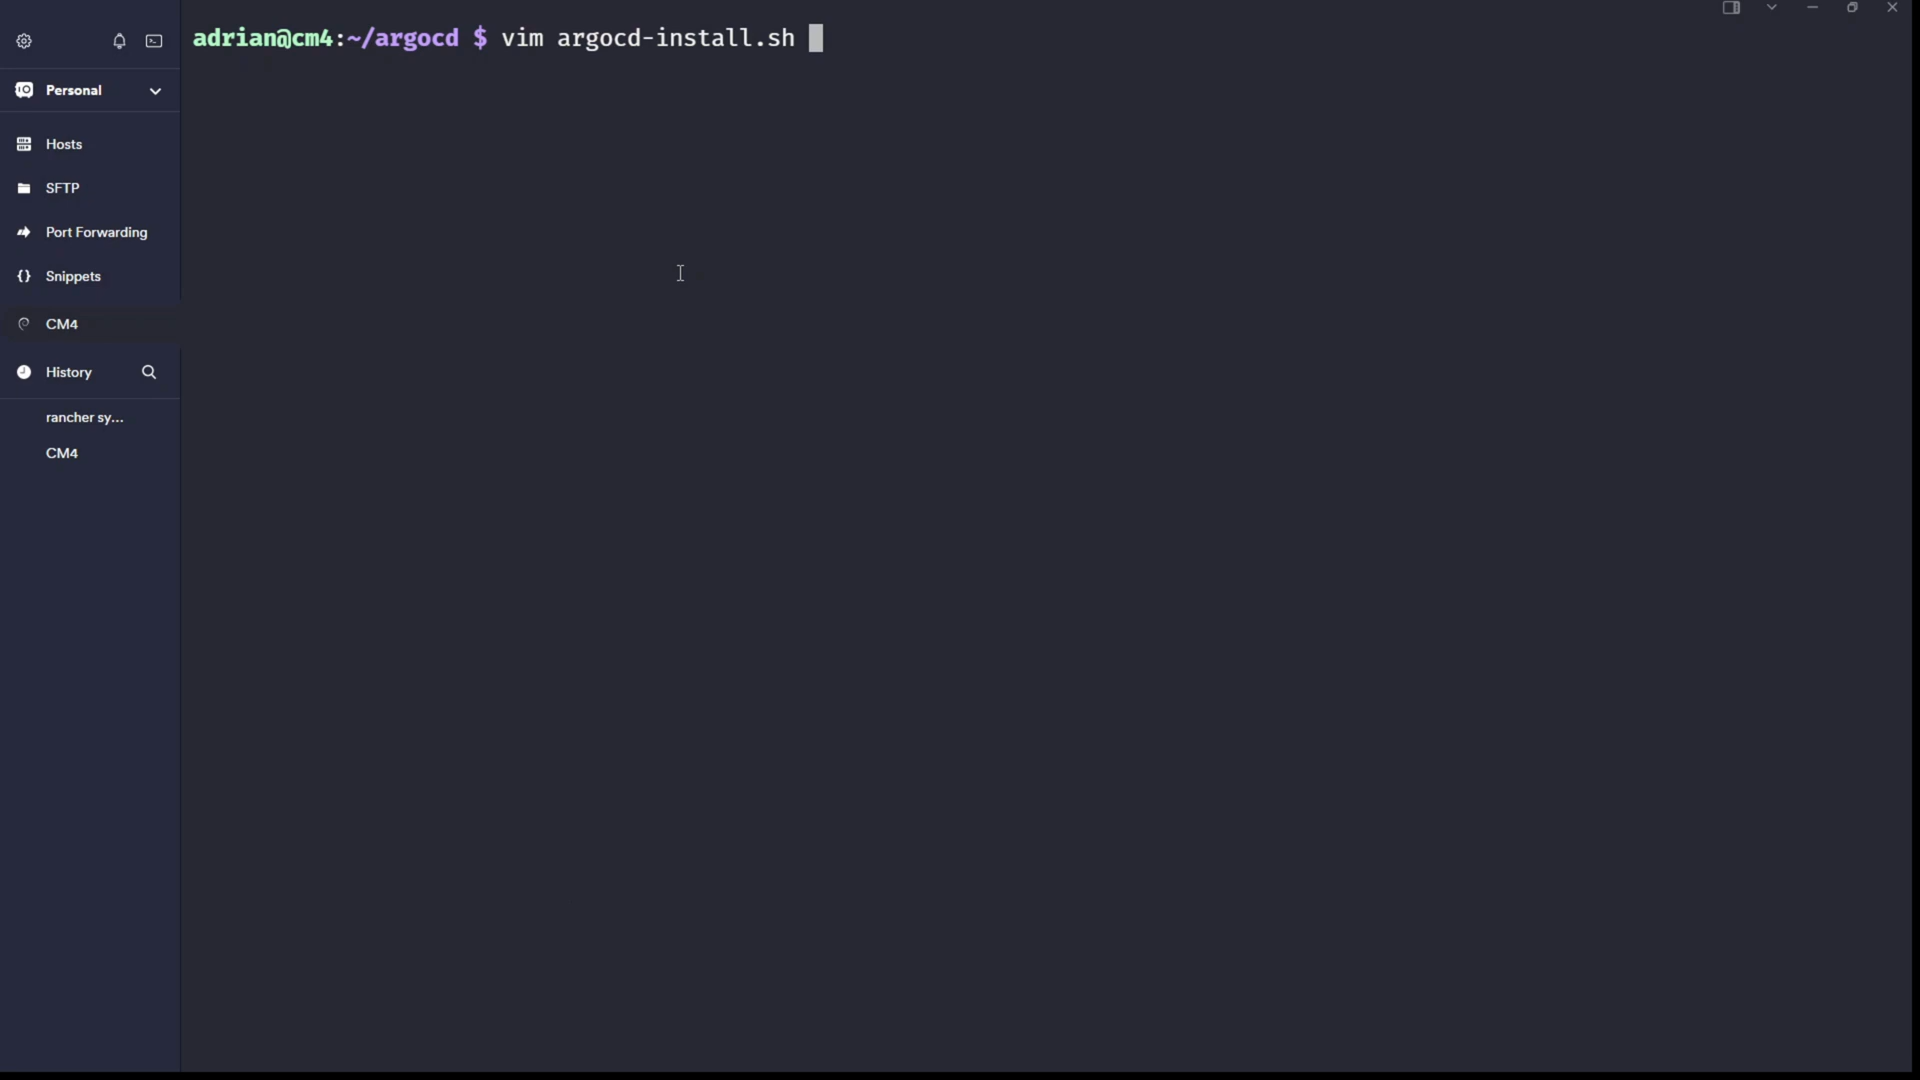 adrian@cm4:~/argocd $ vim argocd-install.sh
Personal
Hosts
SFTP
Port Forwarding
Snippets
CM4
History
rancher sy...
CM4